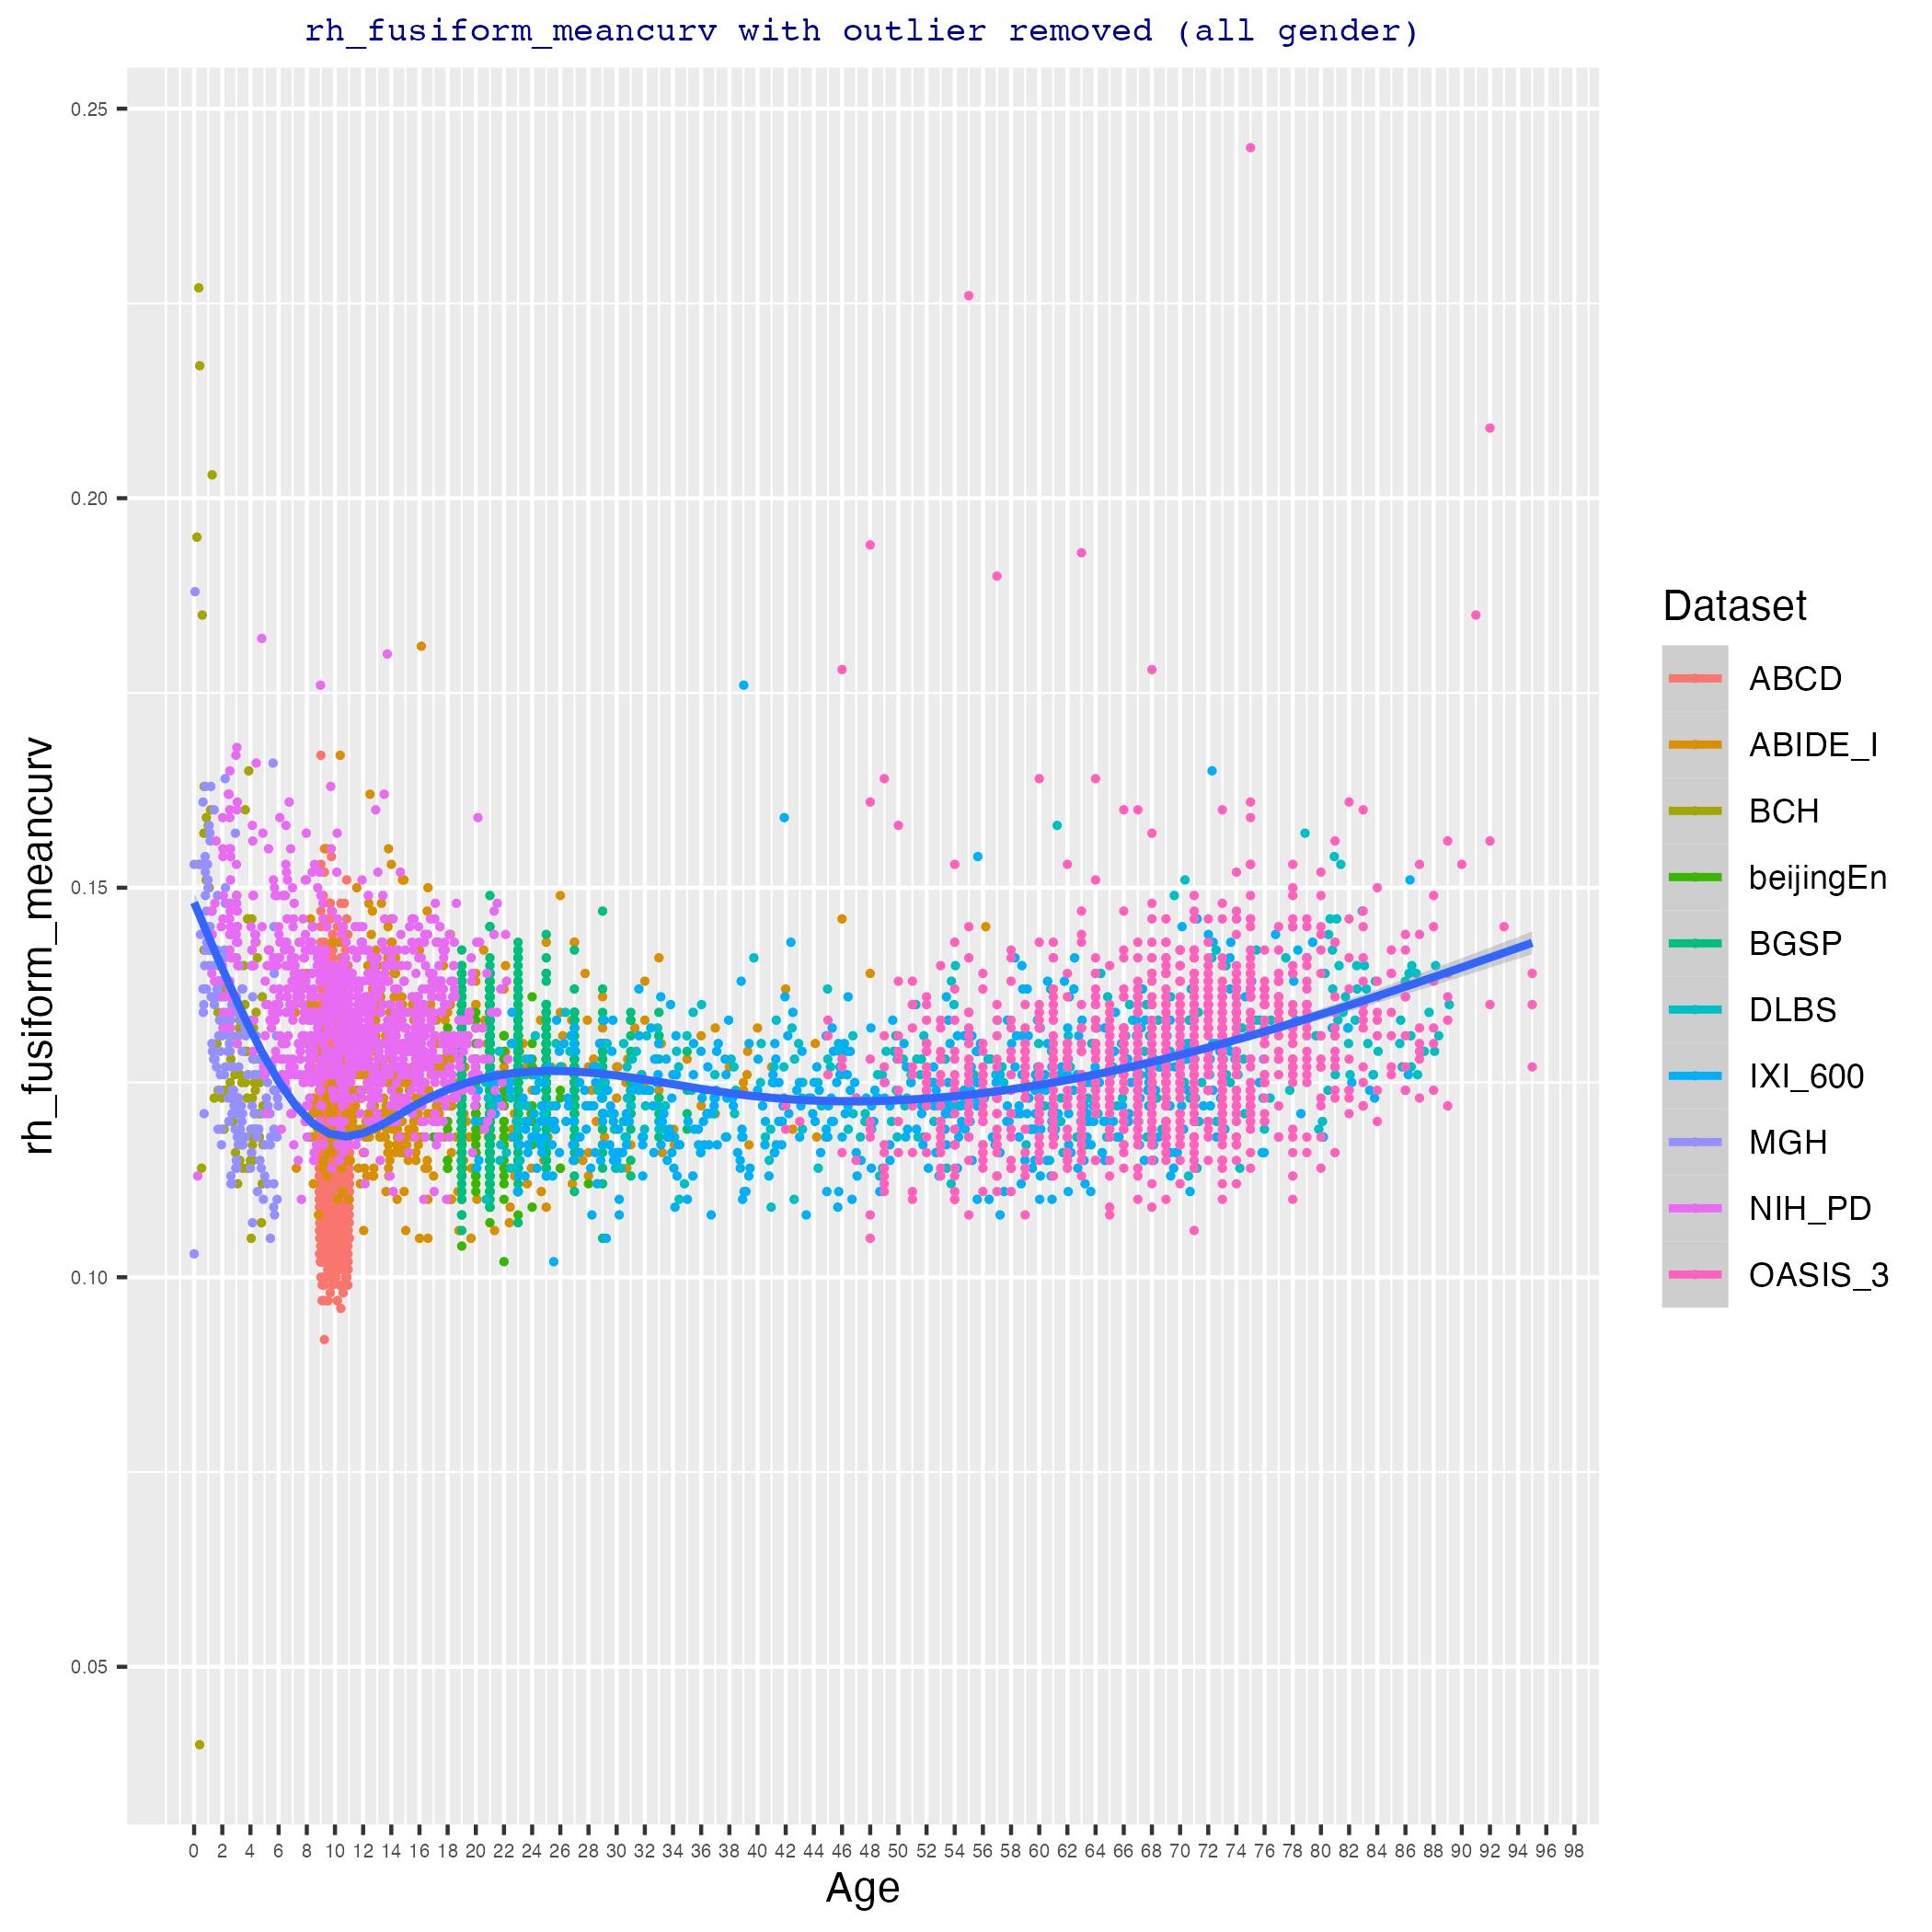 rh_fusiform_meancurv with outlier removed (all gender)
0.25
0.20
0.15
0.10
0.05
rh_fusiform_meancurv
0 2 4 6 8 10 12 14 16 18 20 22 24 26 28 30 32 34 36 38 40 42 44 46 48 50 52 54 56 58 60 62 64 66 68 70 72 74 76 78 80 82 84 86 88 90 92 94 96 98
Age
Dataset
ABCD
ABIDE_I
BCH
beijingEn
BGSP
DLBS
IXI_600
MGH
NIH_PD
OASIS_3